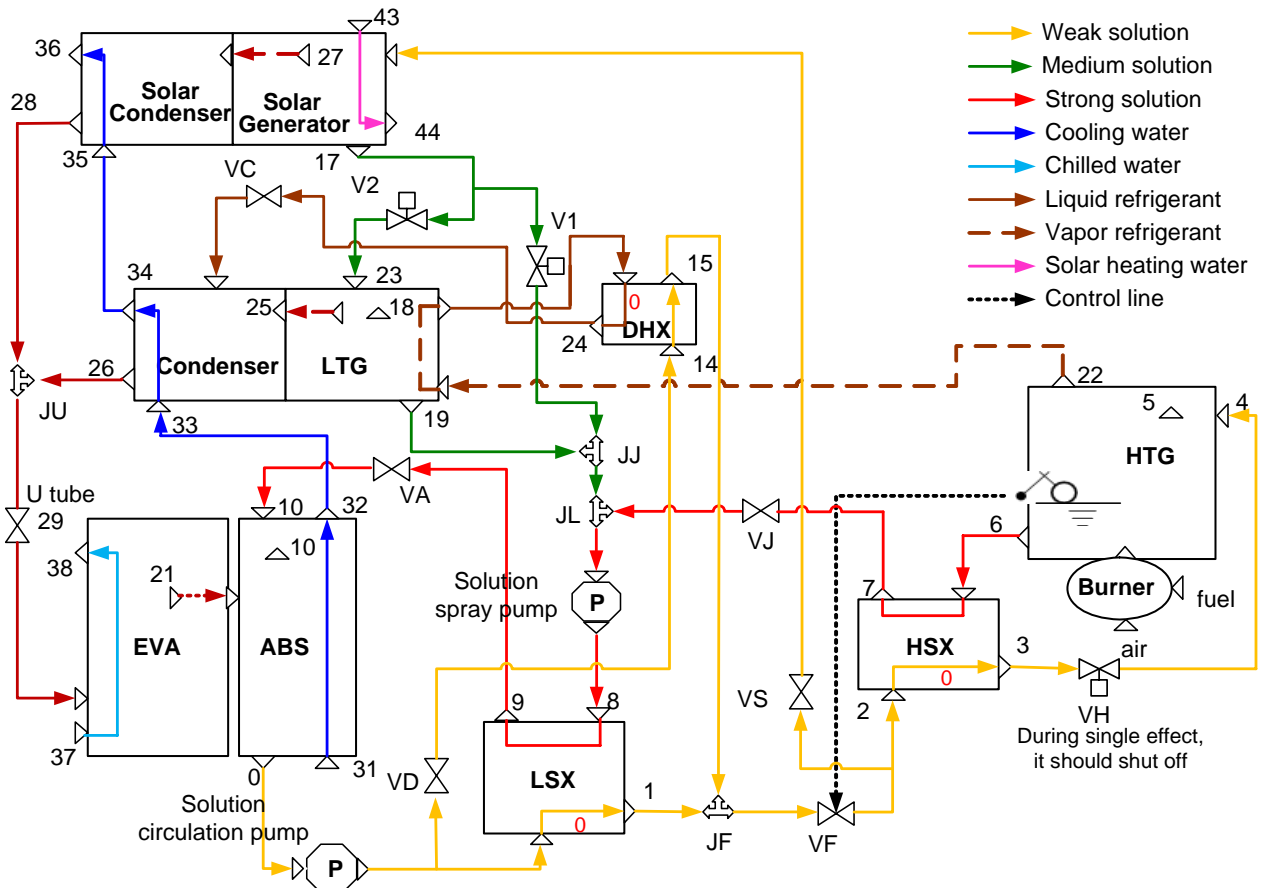 43
36
27
Solar
Condenser
Solar
Generator
28
44
35
17
VC
V2
V1
34
23
15
25
18
0
DHX
24
14
Condenser
LTG
26
22
JU
33
19
5
4
HTG
JJ
VA
U tube
29
10
32
JL
VJ
6
38
10
21
Solution
spray pump
P
7
Burner
fuel
EVA
ABS
HSX
3
air
0
9
8
VS
2
VH
During single effect,
it should shut off
37
0
31
VD
LSX
1
Solution
circulation pump
0
JF
VF
P
Weak solution
Medium solution
Strong solution
Cooling water
Chilled water
Liquid refrigerant
Vapor refrigerant
Solar heating water
Control line